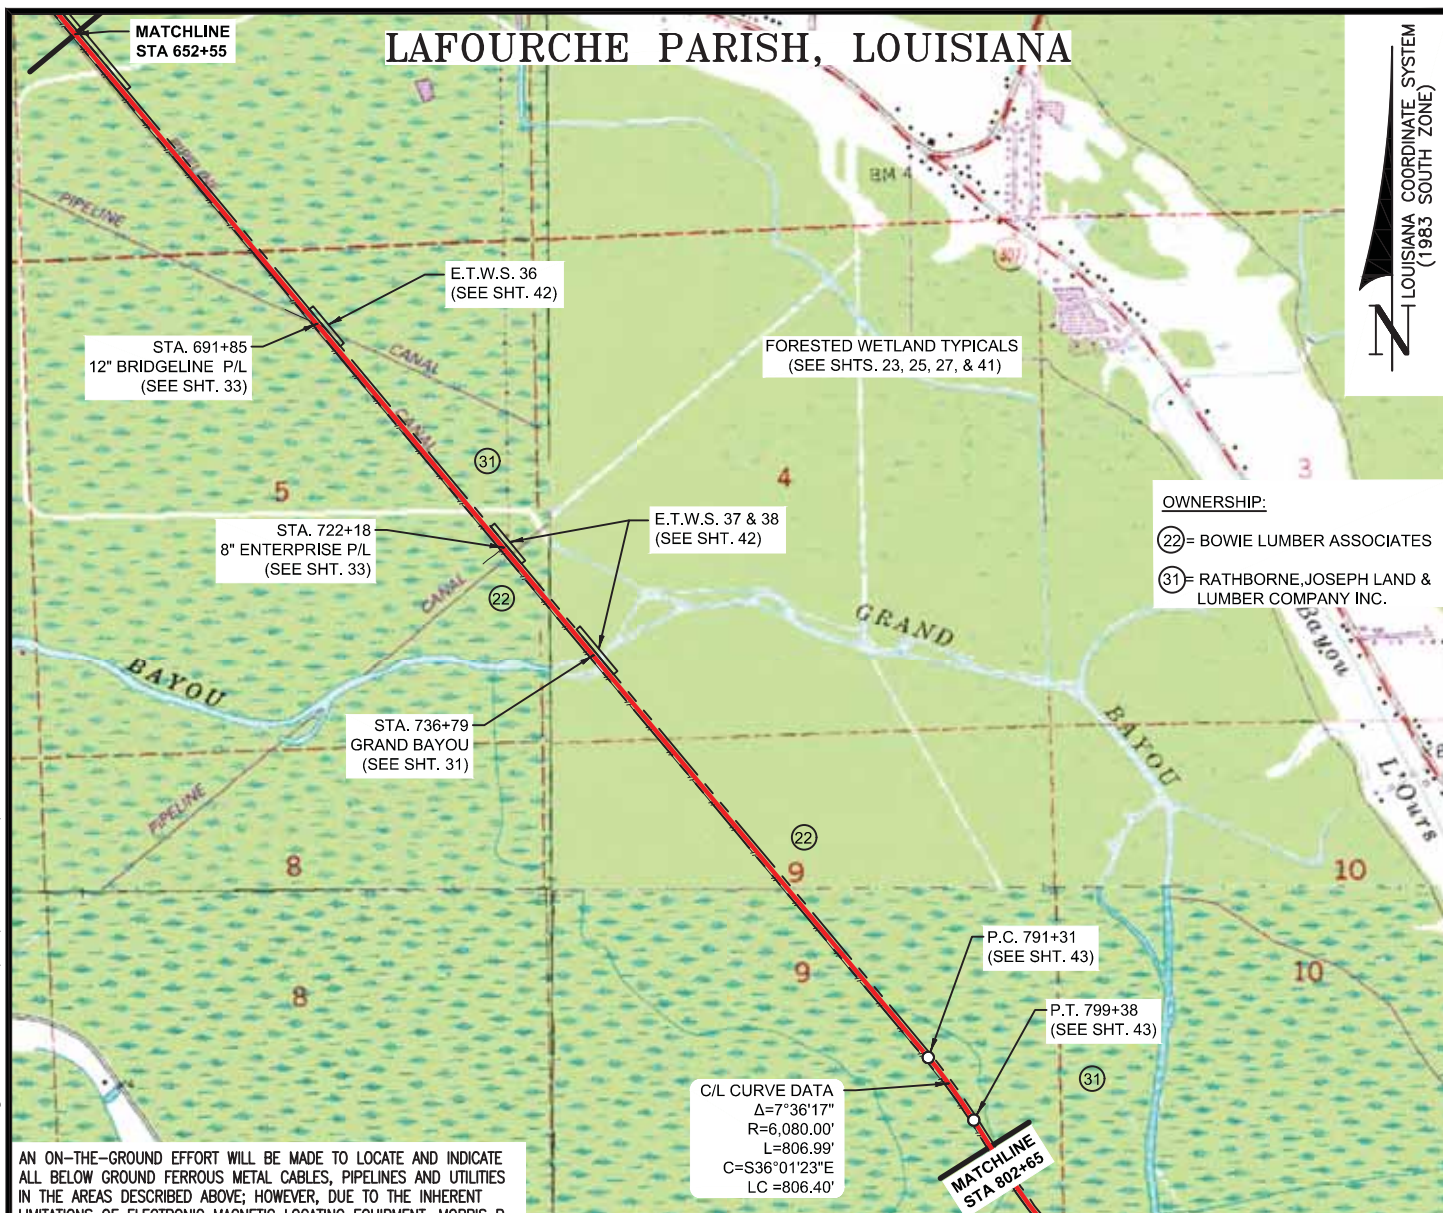 LAFOURCHE PARISH, LOUISIANA
MATCHLINE
STA 652+55
LOUISIANA COORDINATE SYSTEM
(1983 SOUTH ZONE)
N
PIPELINE
BM 4
307
E.T.W.S. 36
(SEE SHT. 42)
STA. 691+85
12" BRIDGELINE P/L
(SEE SHT. 33)
CANAL
CANAL
FORESTED WETLAND TYPICALS
(SEE SHTS. 23, 25, 27, & 41)
31
5
4
3
OWNERSHIP:
22 = BOWIE LUMBER ASSOCIATES
31 = RATHBORNE,JOSEPH LAND &
LUMBER COMPANY INC.
STA. 722+18
8" ENTERPRISE P/L
(SEE SHT. 33)
E.T.W.S. 37 & 38
(SEE SHT. 42)
CANAL
22
GRAND
BAYOU
Bayou
L'Ours
BAYOU
STA. 736+79
GRAND BAYOU
(SEE SHT. 31)
PIPELINE
22
8
9
10
8
9
10
P.C. 791+31
(SEE SHT. 43)
P.T. 799+38
(SEE SHT. 43)
31
C/L CURVE DATA
Δ=7°36'17"
R=6,080.00'
L=806.99'
C=S36°01'23"E
LC =806.40'
MATCHLINE
STA 802+65
AN ON-THE-GROUND EFFORT WILL BE MADE TO LOCATE AND INDICATE
ALL BELOW GROUND FERROUS METAL CABLES, PIPELINES AND UTILITIES
IN THE AREAS DESCRIBED ABOVE; HOWEVER, DUE TO THE INHERENT
LIMITATIONS OF ELECTRONIC MAGNETIC LOCATING EQUIPMENT, MORRIS P.